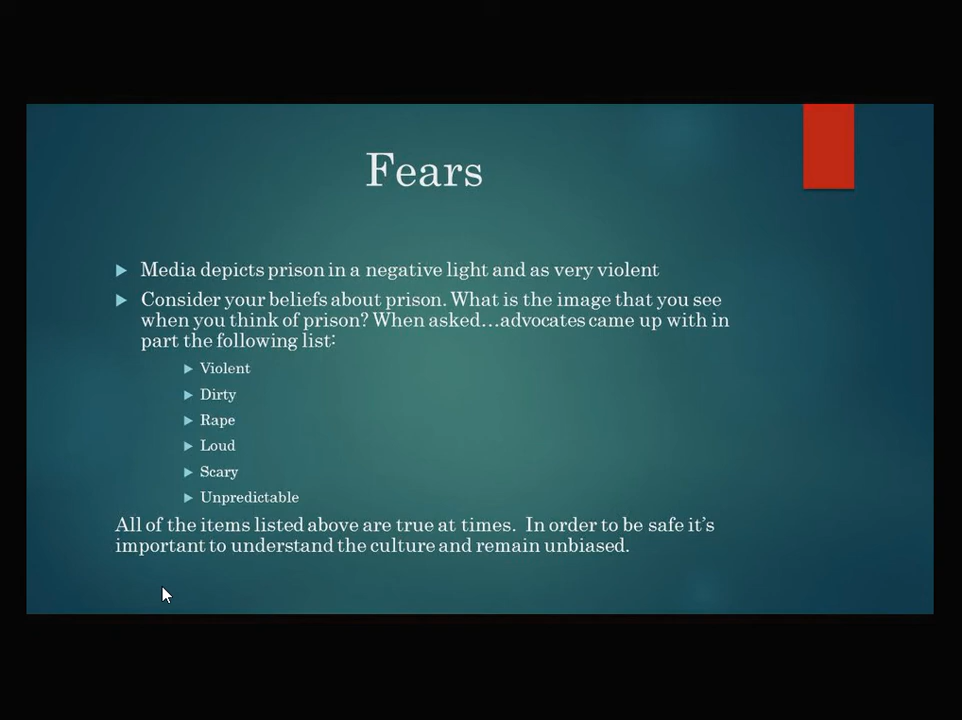 Fears
Media depicts prison in a negative light and as very violent
Consider your beliefs about prison. What is the image that you see
when you think of prison? When asked…advocates came up with in
part the following list:
Violent
Dirty
Rape
Loud
Scary
Unpredictable
All of the items listed above are true at times.  In order to be safe it’s
important to understand the culture and remain unbiased.